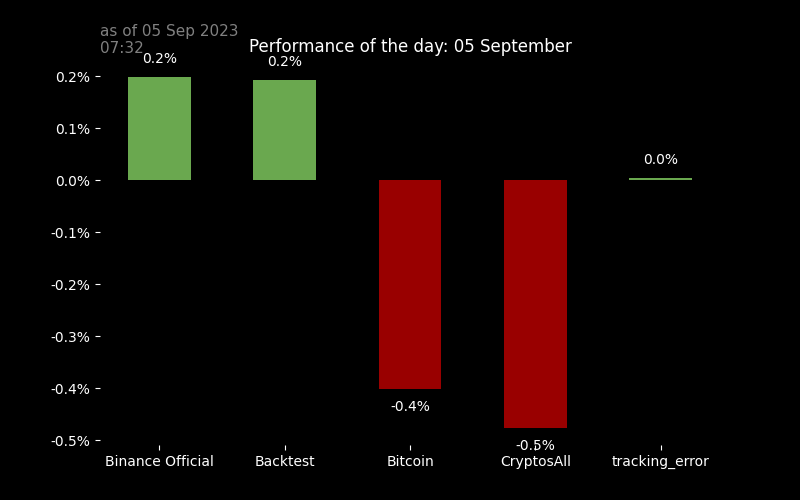 as of 05 Sep 2023
07:32
Performance of the day: 05 September
0.2%
0.2%
0.2%
0.1%
0.0%
0.0%
-0.1%
-0.2%
-0.3%
-0.4%
-0.4%
-0.5%
-0.5%
Binance Official
Backtest
Bitcoin
CryptosAll
tracking_error